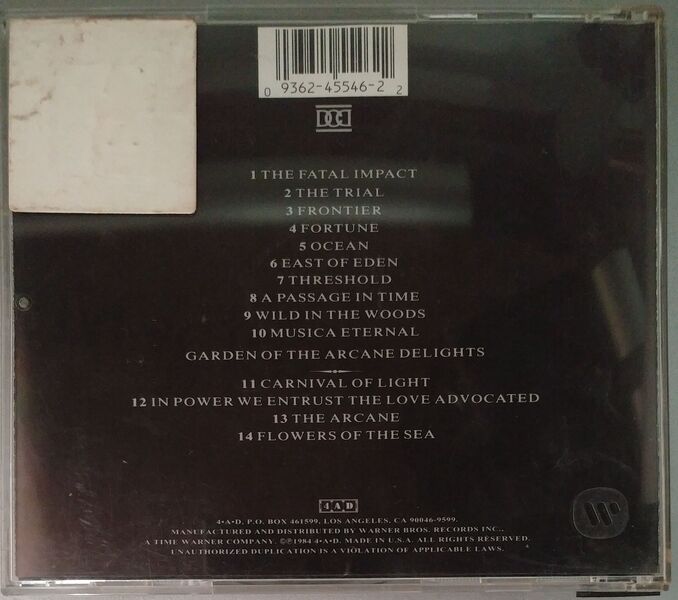 0 9362-45546-2 2
DCD
1 THE FATAL IMPACT
2 THE TRIAL
3 FRONTIER
4 FORTUNE
5 OCEAN
6 EAST OF EDEN
7 THRESHOLD
8 A PASSAGE IN TIME
9 WILD IN THE WOODS
10 MUSICA ETERNAL
GARDEN OF THE ARCANE DELIGHTS
11 CARNIVAL OF LIGHT
12 IN POWER WE ENTRUST THE LOVE ADVOCATED
13 THE ARCANE
14 FLOWERS OF THE SEA
4AD
4•A•D, P.O. BOX 461599, LOS ANGELES, CA 90046-9599.
MANUFACTURED AND DISTRIBUTED BY WARNER BROS. RECORDS INC.,
A TIME WARNER COMPANY. ©℗1984 4•A•D. MADE IN U.S.A. ALL RIGHTS RESERVED.
UNAUTHORIZED DUPLICATION IS A VIOLATION OF APPLICABLE LAWS.